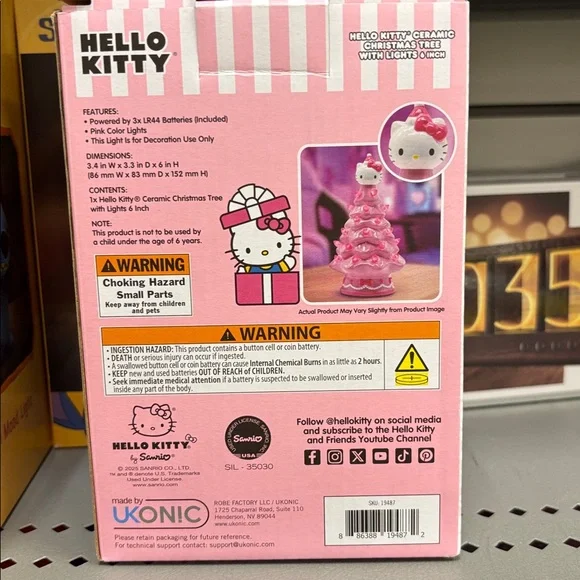 HELLO
KITTY®
HELLO KITTY® CERAMIC
CHRISTMAS TREE
WITH LIGHTS 6 INCH
FEATURES:
• Powered by 3x LR44 Batteries (Included)
• Pink Color Lights
• This Light is for Decoration Use Only
DIMENSIONS:
3.4 in W x 3.3 in D x 6 in H
(86 mm W x 83 mm D x 152 mm H)
CONTENTS:
1x Hello Kitty® Ceramic Christmas Tree
with Lights 6 Inch
NOTE:
This product is not to be used by
a child under the age of 6 years.
WARNING
Choking Hazard
Small Parts
Keep away from children
and pets
Actual Product May Vary Slightly from Product Image
WARNING
• INGESTION HAZARD: This product contains a button cell or coin battery.
• DEATH or serious injury can occur if ingested.
• A swallowed button cell or coin battery can cause Internal Chemical Burns in as little as 2 hours.
• KEEP new and used batteries OUT OF REACH of CHILDREN.
• Seek immediate medical attention if a battery is suspected to be swallowed or inserted
inside any part of the body.
HELLO KITTY
by Sanrio®
© 2025 SANRIO CO., LTD.
™ and ® denote U.S. Trademarks
Used Under License
www.sanrio.com
UNDER LICENSE
Sanrio
USA
SIL - 35030
Follow @hellokitty on social media
and subscribe to the Hello Kitty
and Friends Youtube Channel
made by
UKONIC
ROBE FACTORY LLC / UKONIC
1725 Chaparral Road, Suite 110
Henderson, NV 89044
www.ukonic.com
Please retain packaging for future reference.
For technical support contact: support@ukonic.com
SKU: 19487
8 86388 19487 2
035
Mood Light